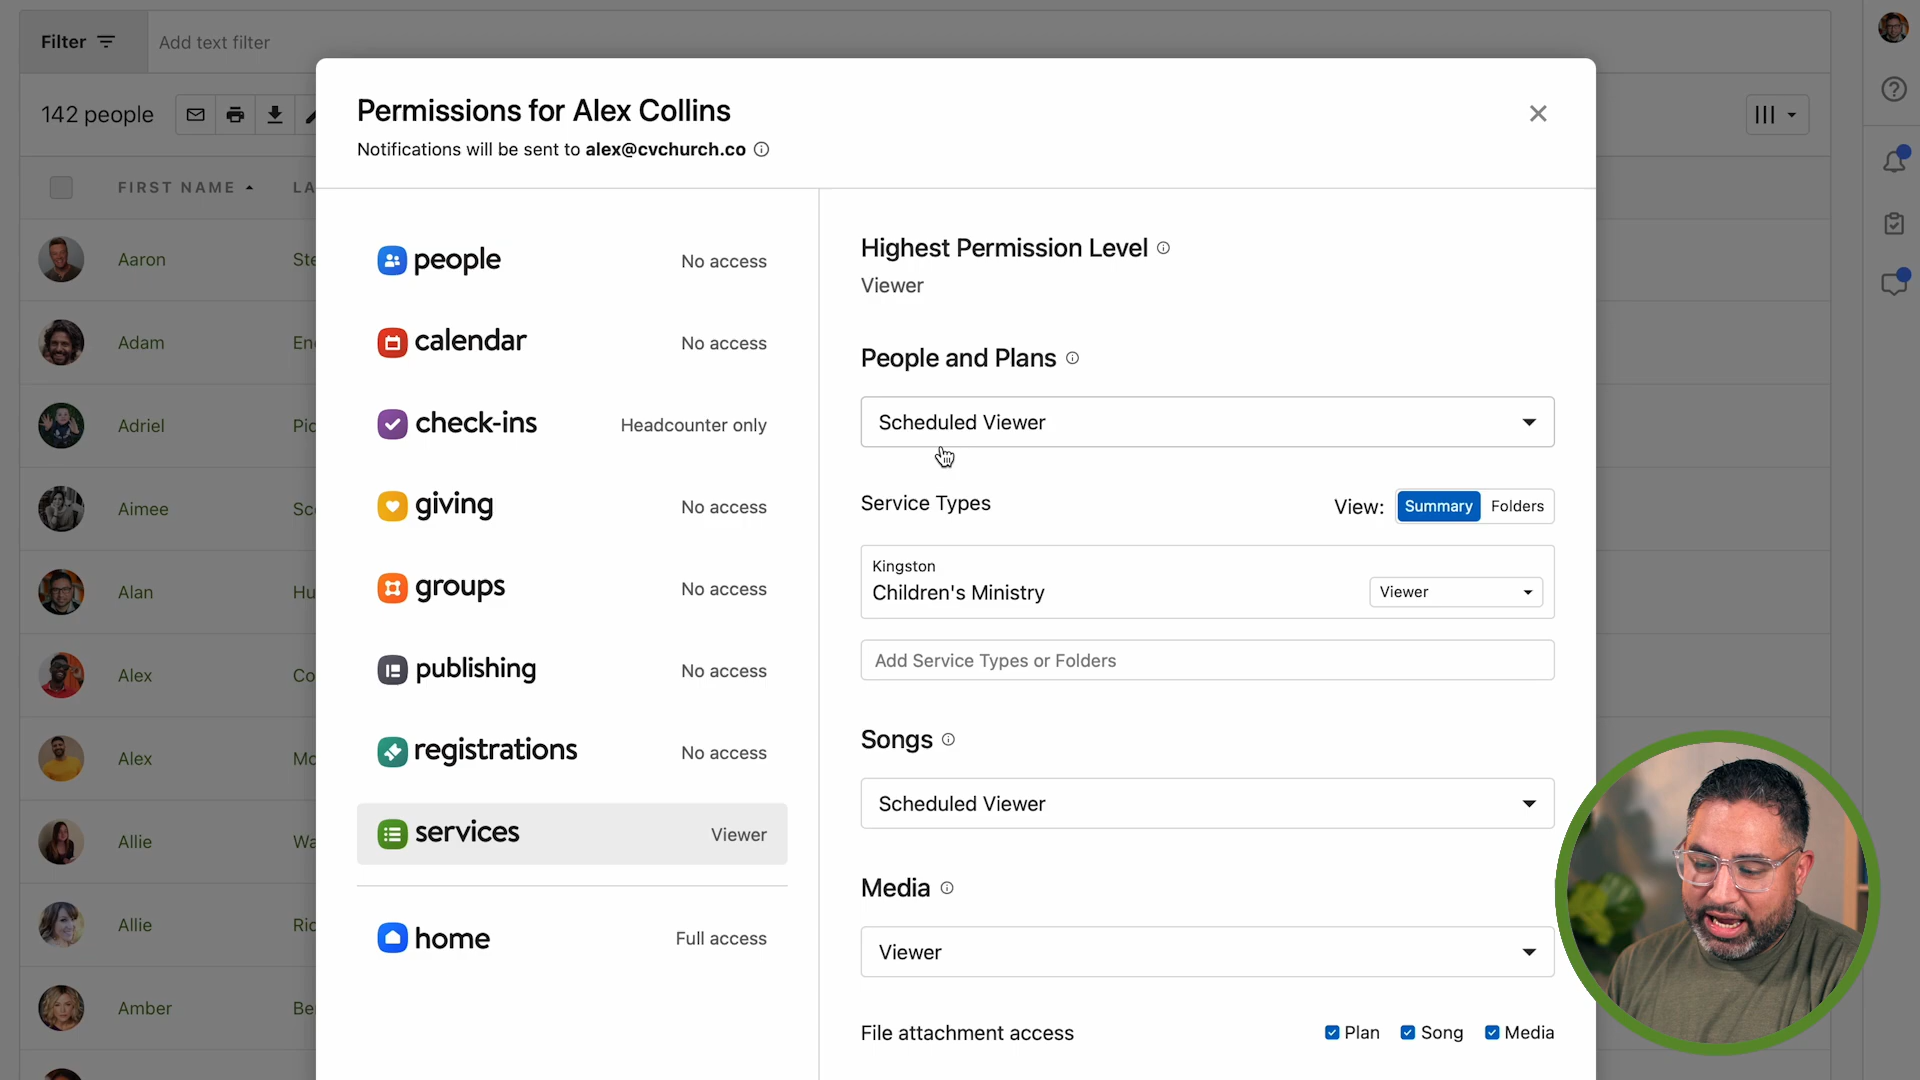 Filter
Add text filter
142 people
FIRST NAME
LA
Aaron
Ste
Adam
En
Adriel
Pic
Aimee
Sc
Alan
Hu
Alex
Co
Alex
Mc
Allie
Wa
Allie
Ric
Amber
Be
Permissions for Alex Collins
Notifications will be sent to alex@cvchurch.co
people
No access
calendar
No access
check-ins
Headcounter only
giving
No access
groups
No access
publishing
No access
registrations
No access
services
Viewer
home
Full access
Highest Permission Level
Viewer
People and Plans
Scheduled Viewer
Service Types
View:
Summary
Folders
Kingston
Children's Ministry
Viewer
Add Service Types or Folders
Songs
Scheduled Viewer
Media
Viewer
File attachment access
Plan
Song
Media